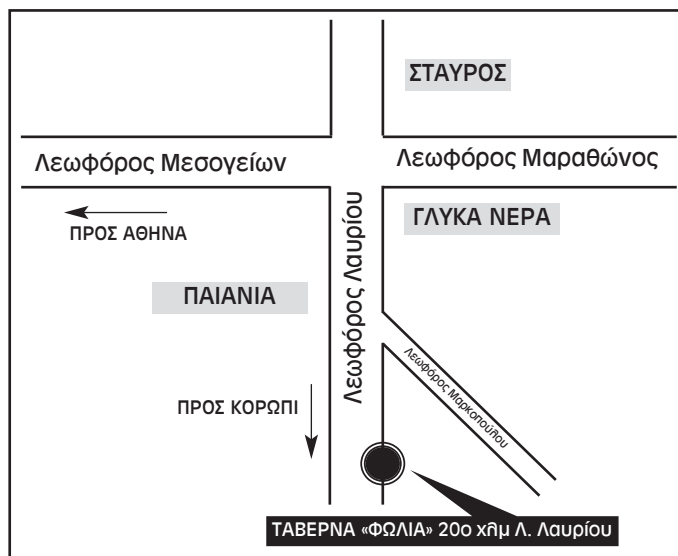 ΣΤΑΥΡΟΣ
Λεωφόρος Μεσογείων
Λεωφόρος Μαραθώνος
ΠΡΟΣ ΑΘΗΝΑ
ΓΛΥΚΑ ΝΕΡΑ
Λεωφόρος Λαυρίου
ΠΑΙΑΝΙΑ
Λεωφόρος Μαρκοπούλου
ΠΡΟΣ ΚΟΡΩΠΙ
ΤΑΒΕΡΝΑ «ΦΩΛΙΑ» 20ο χλμ Λ. Λαυρίου